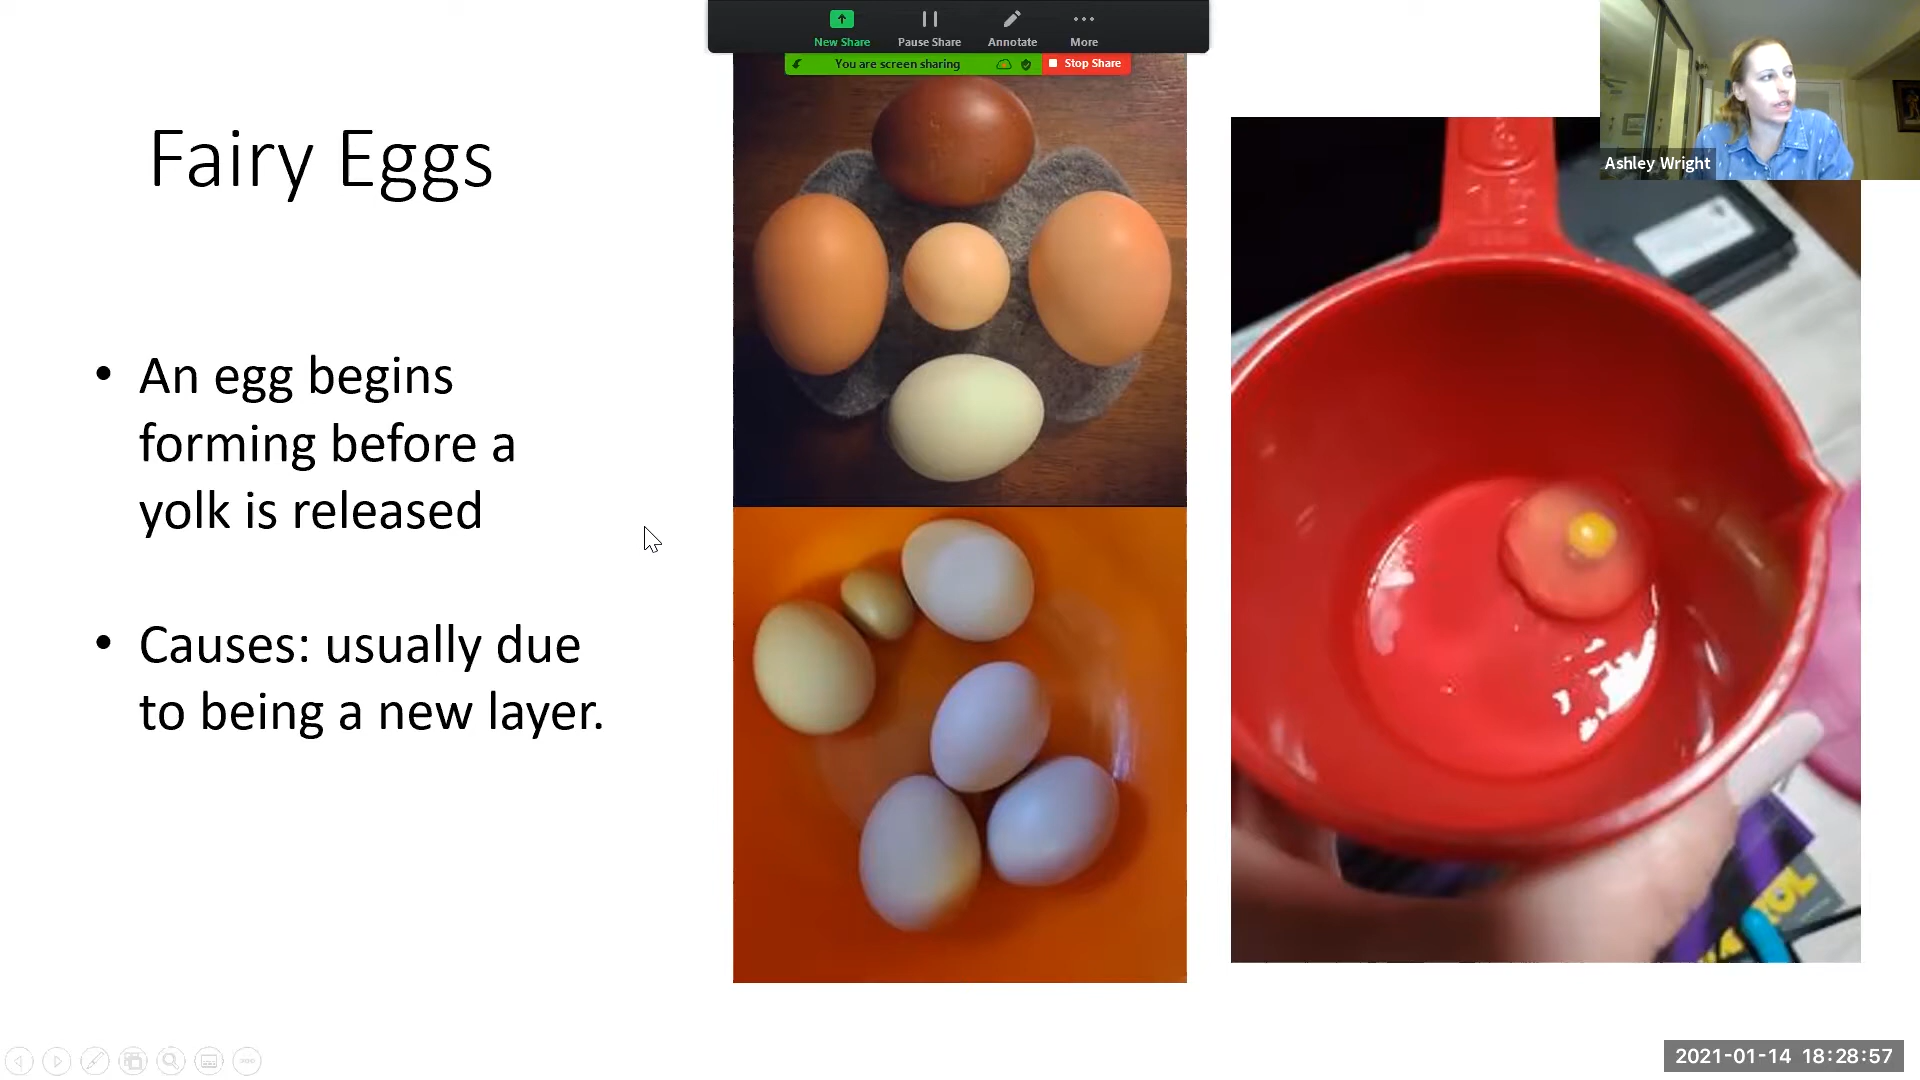 New Share
Pause Share
Annotate
More
You are screen sharing
Stop Share
Ashley Wright
Fairy Eggs
• An egg begins
forming before a
yolk is released
• Causes: usually due
to being a new layer.
2021-01-14 18:28:57